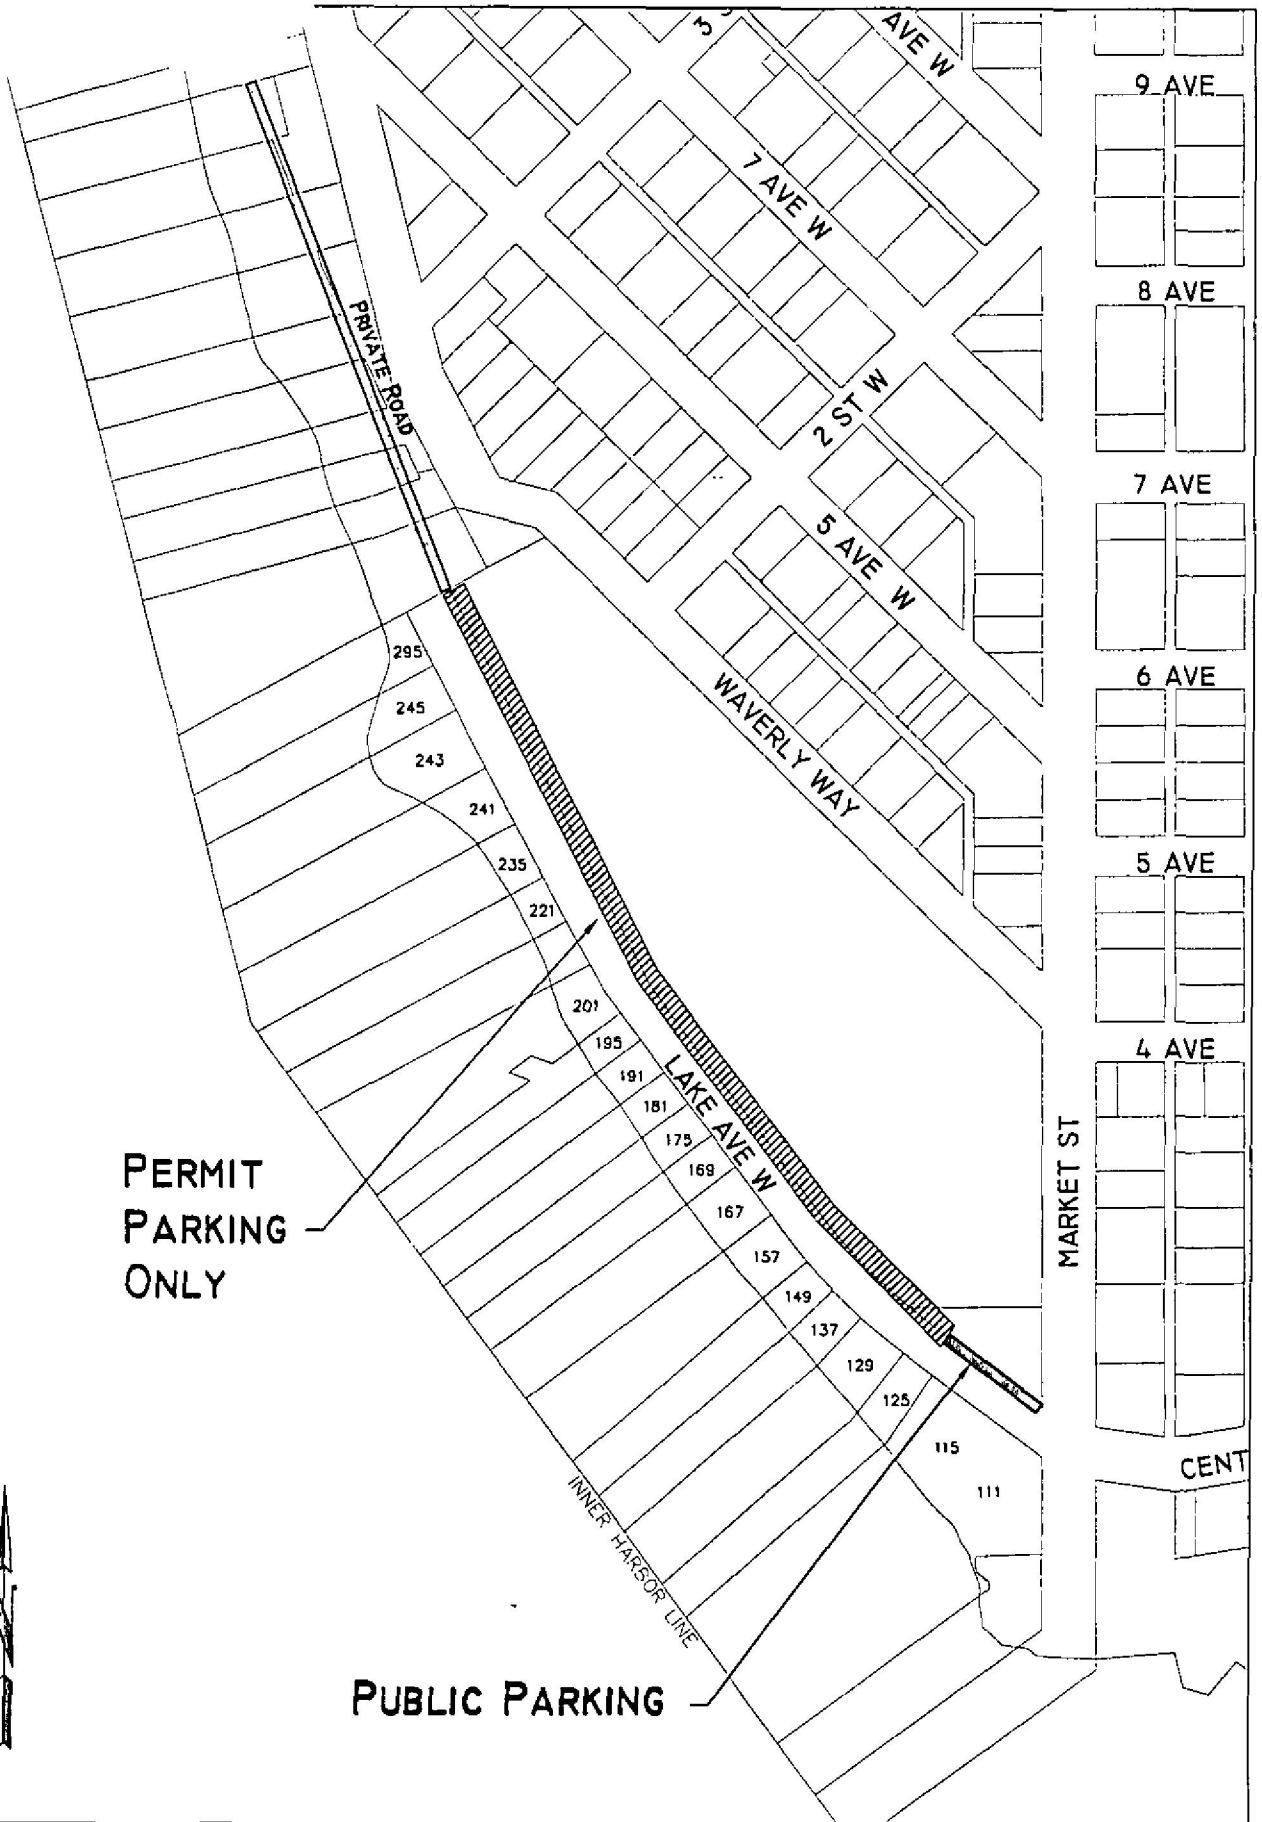 AVE W
9 AVE
7 AVE W
8 AVE
PRIVATE ROAD
2 ST W
7 AVE
5 AVE W
6 AVE
WAVERLY WAY
5 AVE
4 AVE
MARKET ST
295
245
243
241
235
221
201
195
191
181
175
169
167
157
149
137
129
125
115
111
LAKE AVE W
PERMIT
PARKING
ONLY
CENT
INNER HARBOR LINE
PUBLIC PARKING